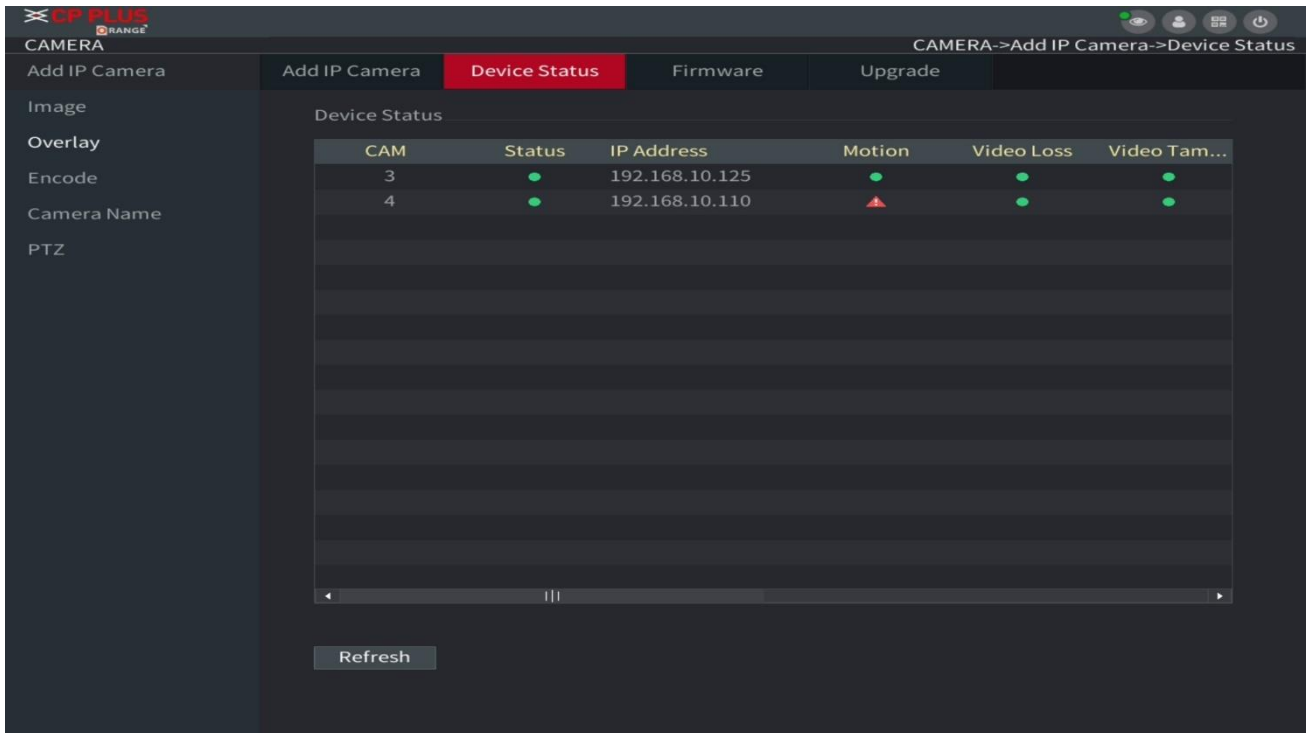 CP PLUS
ORANGE
CAMERA
CAMERA->Add IP Camera->Device Status
Add IP Camera
Image
Overlay
Encode
Camera Name
PTZ
Add IP Camera Device Status Firmware Upgrade
Device Status
CAM Status IP Address Motion Video Loss Video Tam...
3 192.168.10.125
4 192.168.10.110
Refresh